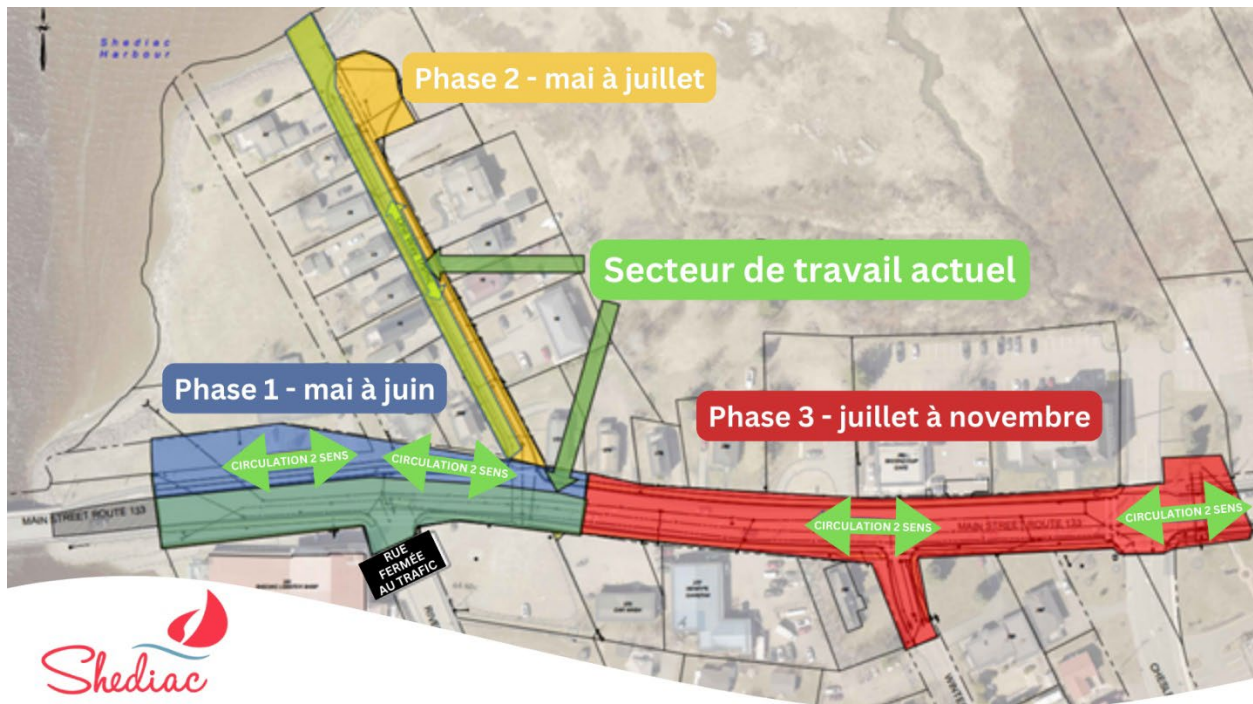 Shediac
Harbour
Phase 2 - mai à juillet
Secteur de travail actuel
Phase 1 - mai à juin
Phase 3 - juillet à novembre
CIRCULATION 2 SENS
CIRCULATION 2 SENS
CIRCULATION 2 SENS
CIRCULATION 2 SENS
MAIN STREET ROUTE 133
MAIN STREET ROUTE 133
RUE
FERMÉE
AU TRAFIC
Shediac